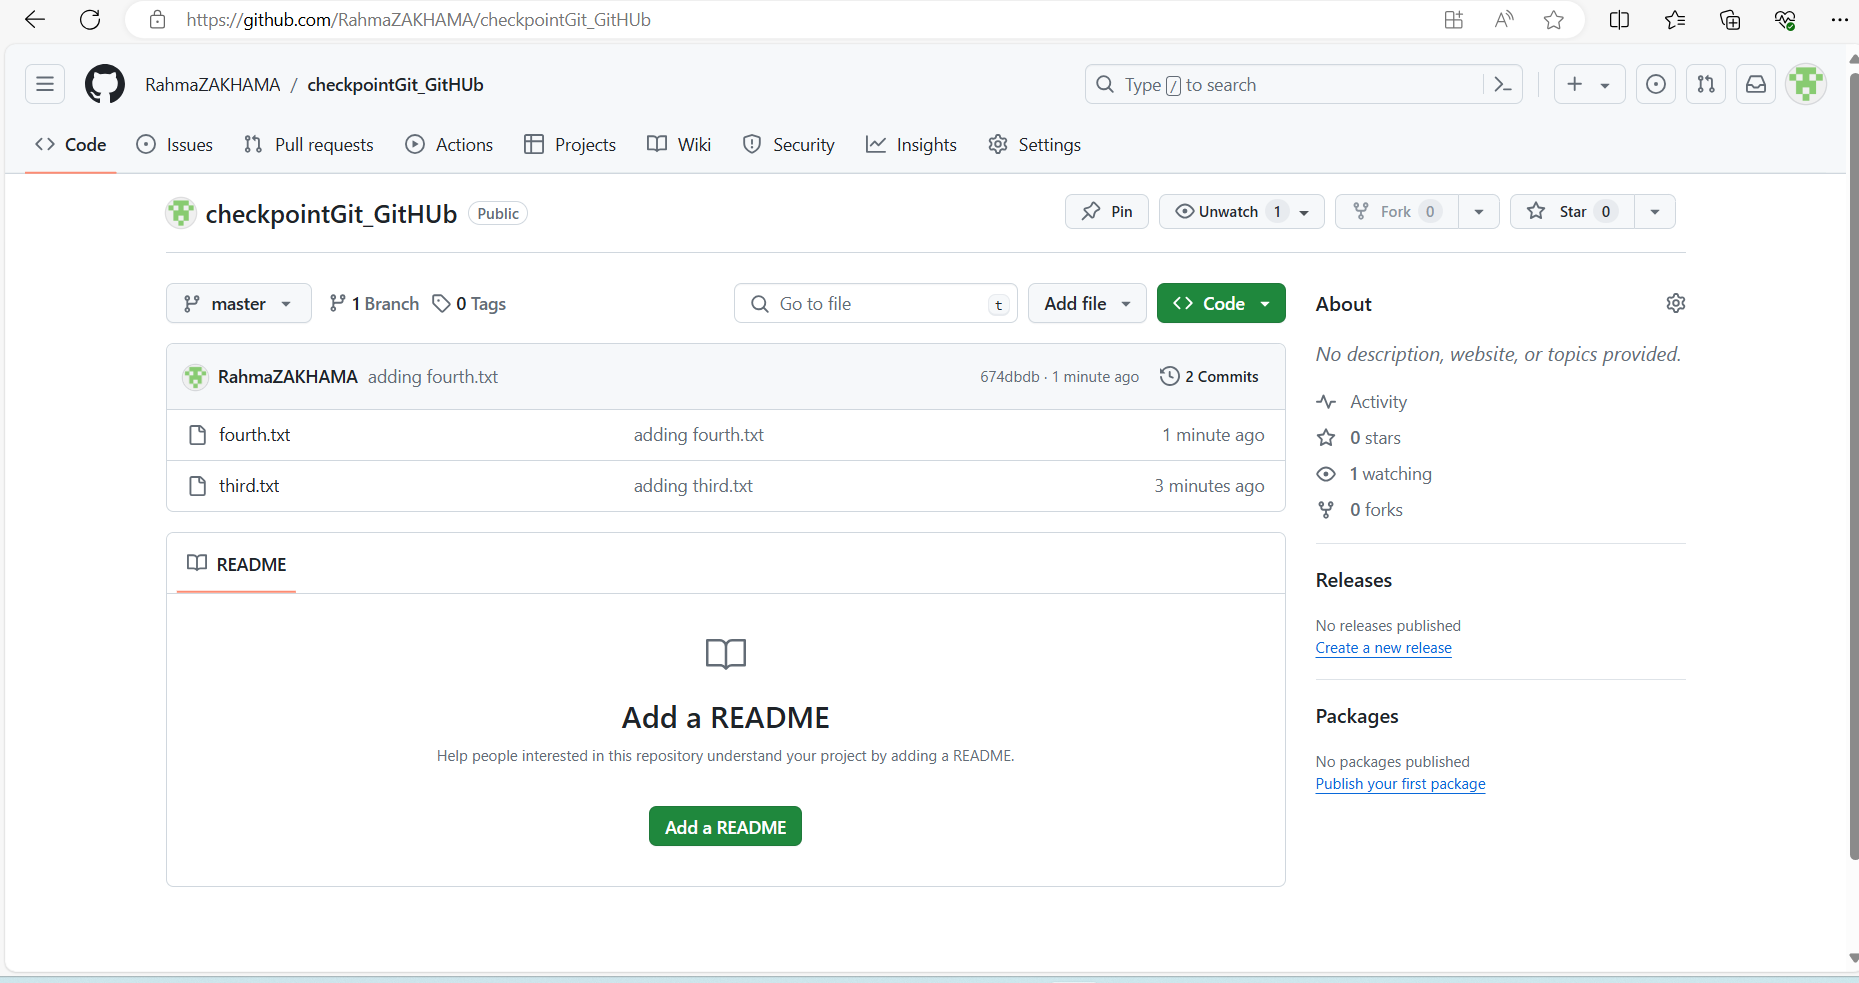 https://github.com/RahmaZAKHAMA/checkpointGit_GitHUb
RahmaZAKHAMA / checkpointGit_GitHUb
Type / to search
Code Issues Pull requests Actions Projects Wiki Security Insights Settings
checkpointGit_GitHUb Public
Pin Unwatch 1 Fork 0 Star 0
master 1 Branch 0 Tags
Go to file t Add file Code
RahmaZAKHAMA adding fourth.txt 674dbdb · 1 minute ago 2 Commits
fourth.txt adding fourth.txt 1 minute ago
third.txt adding third.txt 3 minutes ago
README
Add a README
Help people interested in this repository understand your project by adding a README.
Add a README
About
No description, website, or topics provided.
Activity
0 stars
1 watching
0 forks
Releases
No releases published
Create a new release
Packages
No packages published
Publish your first package